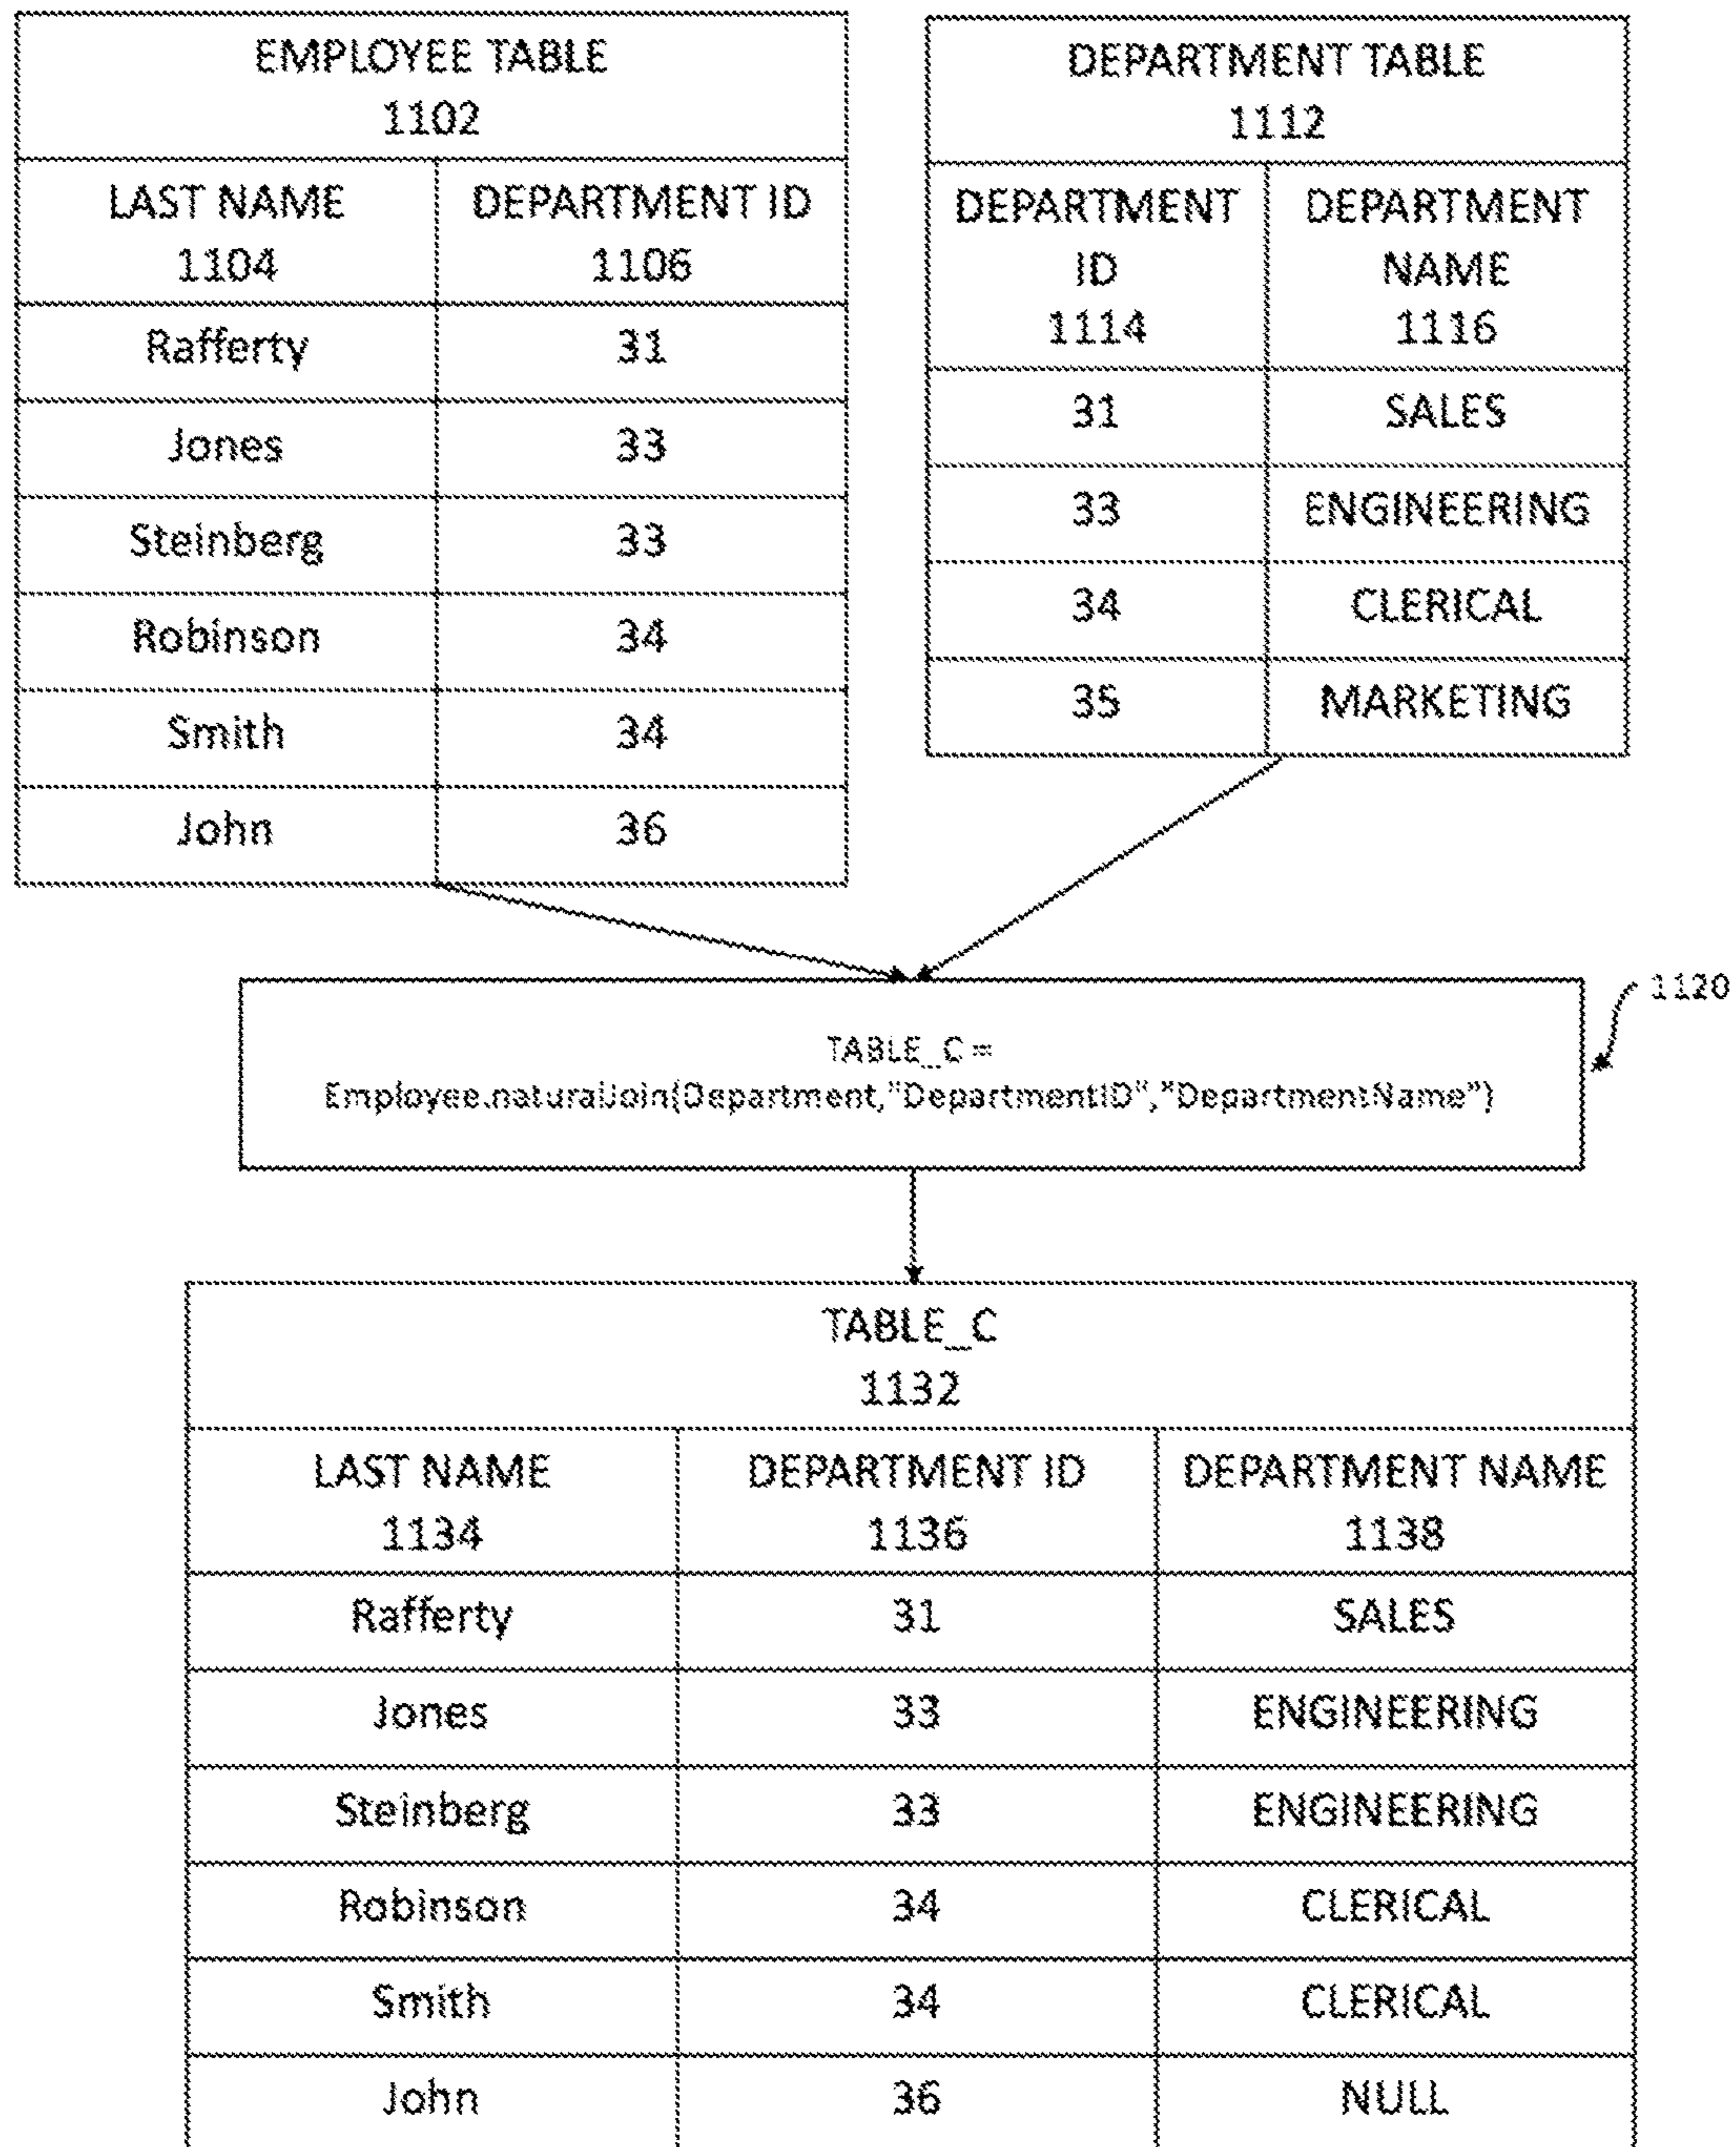 EMPLOYEE TABLE
1102
LAST NAME
1104
DEPARTMENT ID
1106
Rafferty 31
Jones 33
Steinberg 33
Robinson 34
Smith 34
John 36
DEPARTMENT TABLE
1112
DEPARTMENT
ID
1114
DEPARTMENT
NAME
1116
31 SALES
33 ENGINEERING
34 CLERICAL
35 MARKETING
1120
TABLE_C =
Employee.naturalJoin(Department,"DepartmentID","DepartmentName")
TABLE_C
1132
LAST NAME
1134
DEPARTMENT ID
1136
DEPARTMENT NAME
1138
Rafferty 31 SALES
Jones 33 ENGINEERING
Steinberg 33 ENGINEERING
Robinson 34 CLERICAL
Smith 34 CLERICAL
John 36 NULL